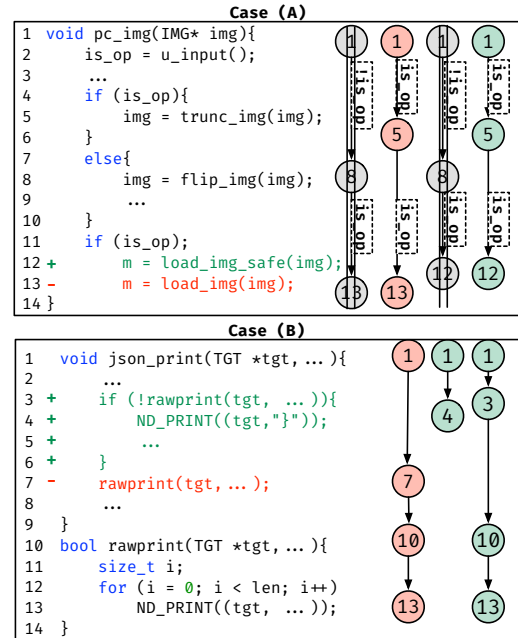 Case (A)
1 void pc_img(IMG* img){
2 is_op = u_input();
3 ...
4 if (is_op){
5 img = trunc_img(img);
6 }
7 else{
8 img = flip_img(img);
9 ...
10 }
11 if (is_op);
12 + m = load_img_safe(img);
13 - m = load_img(img);
14 }
1 1 1 1
!is_op is_op !is_op is_op
5 5
8 8
is_op is_op !is_op is_op
13 13 12 12
Case (B)
1 void json_print(TGT *tgt, ...){
2 ...
3 + if (!rawprint(tgt, ...)){
4 + ND_PRINT((tgt,"}"));
5 + ...
6 + }
7 - rawprint(tgt, ...);
8 ...
9 }
10 bool rawprint(TGT *tgt, ...){
11 size_t i;
12 for (i = 0; i < len; i++)
13 ND_PRINT((tgt, ...));
14 }
1 1 1
4 3
7
10 10
13 13